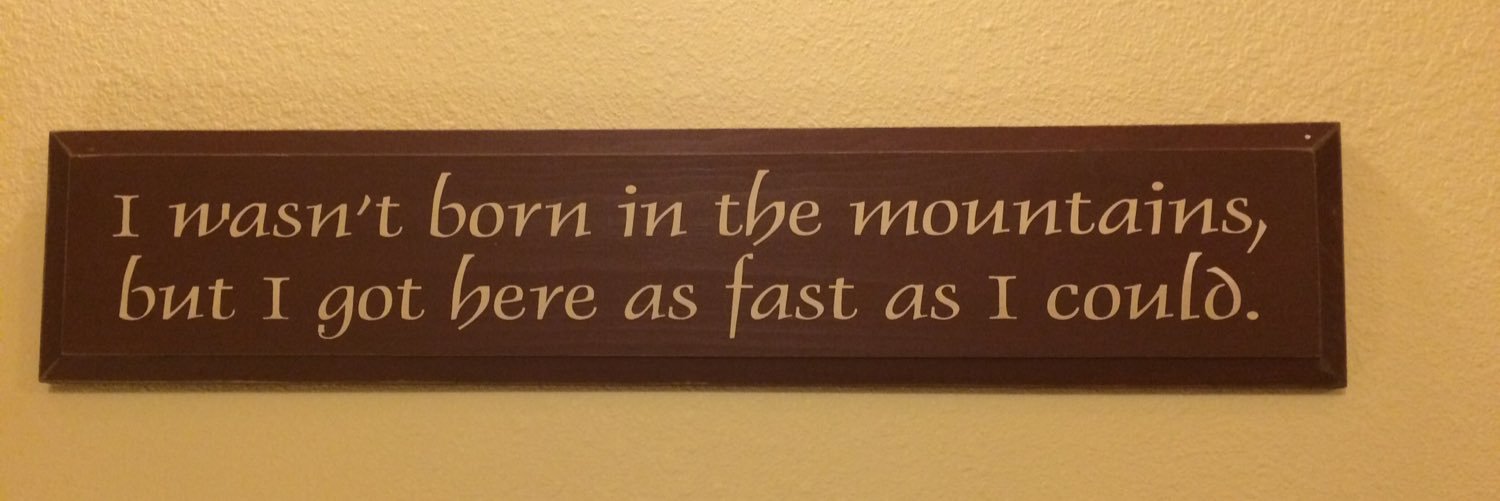 I wasn't born in the mountains,
but I got here as fast as I could.